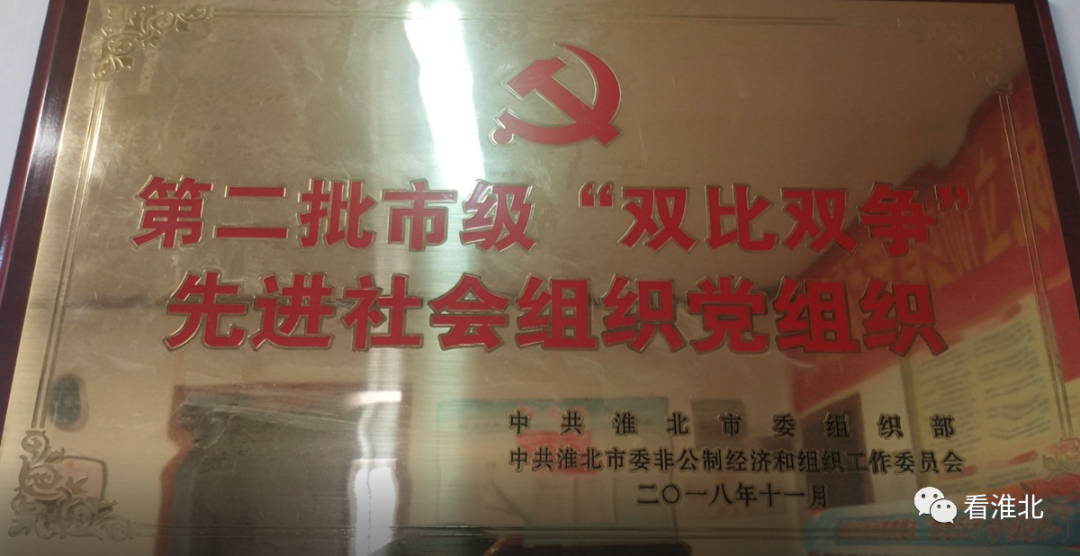 第二批市级“双比双争”
先进社会组织党组织
中共淮北市委组织部
中共淮北市委非公制经济和组织工作委员会
二〇一八年十一月
看淮北